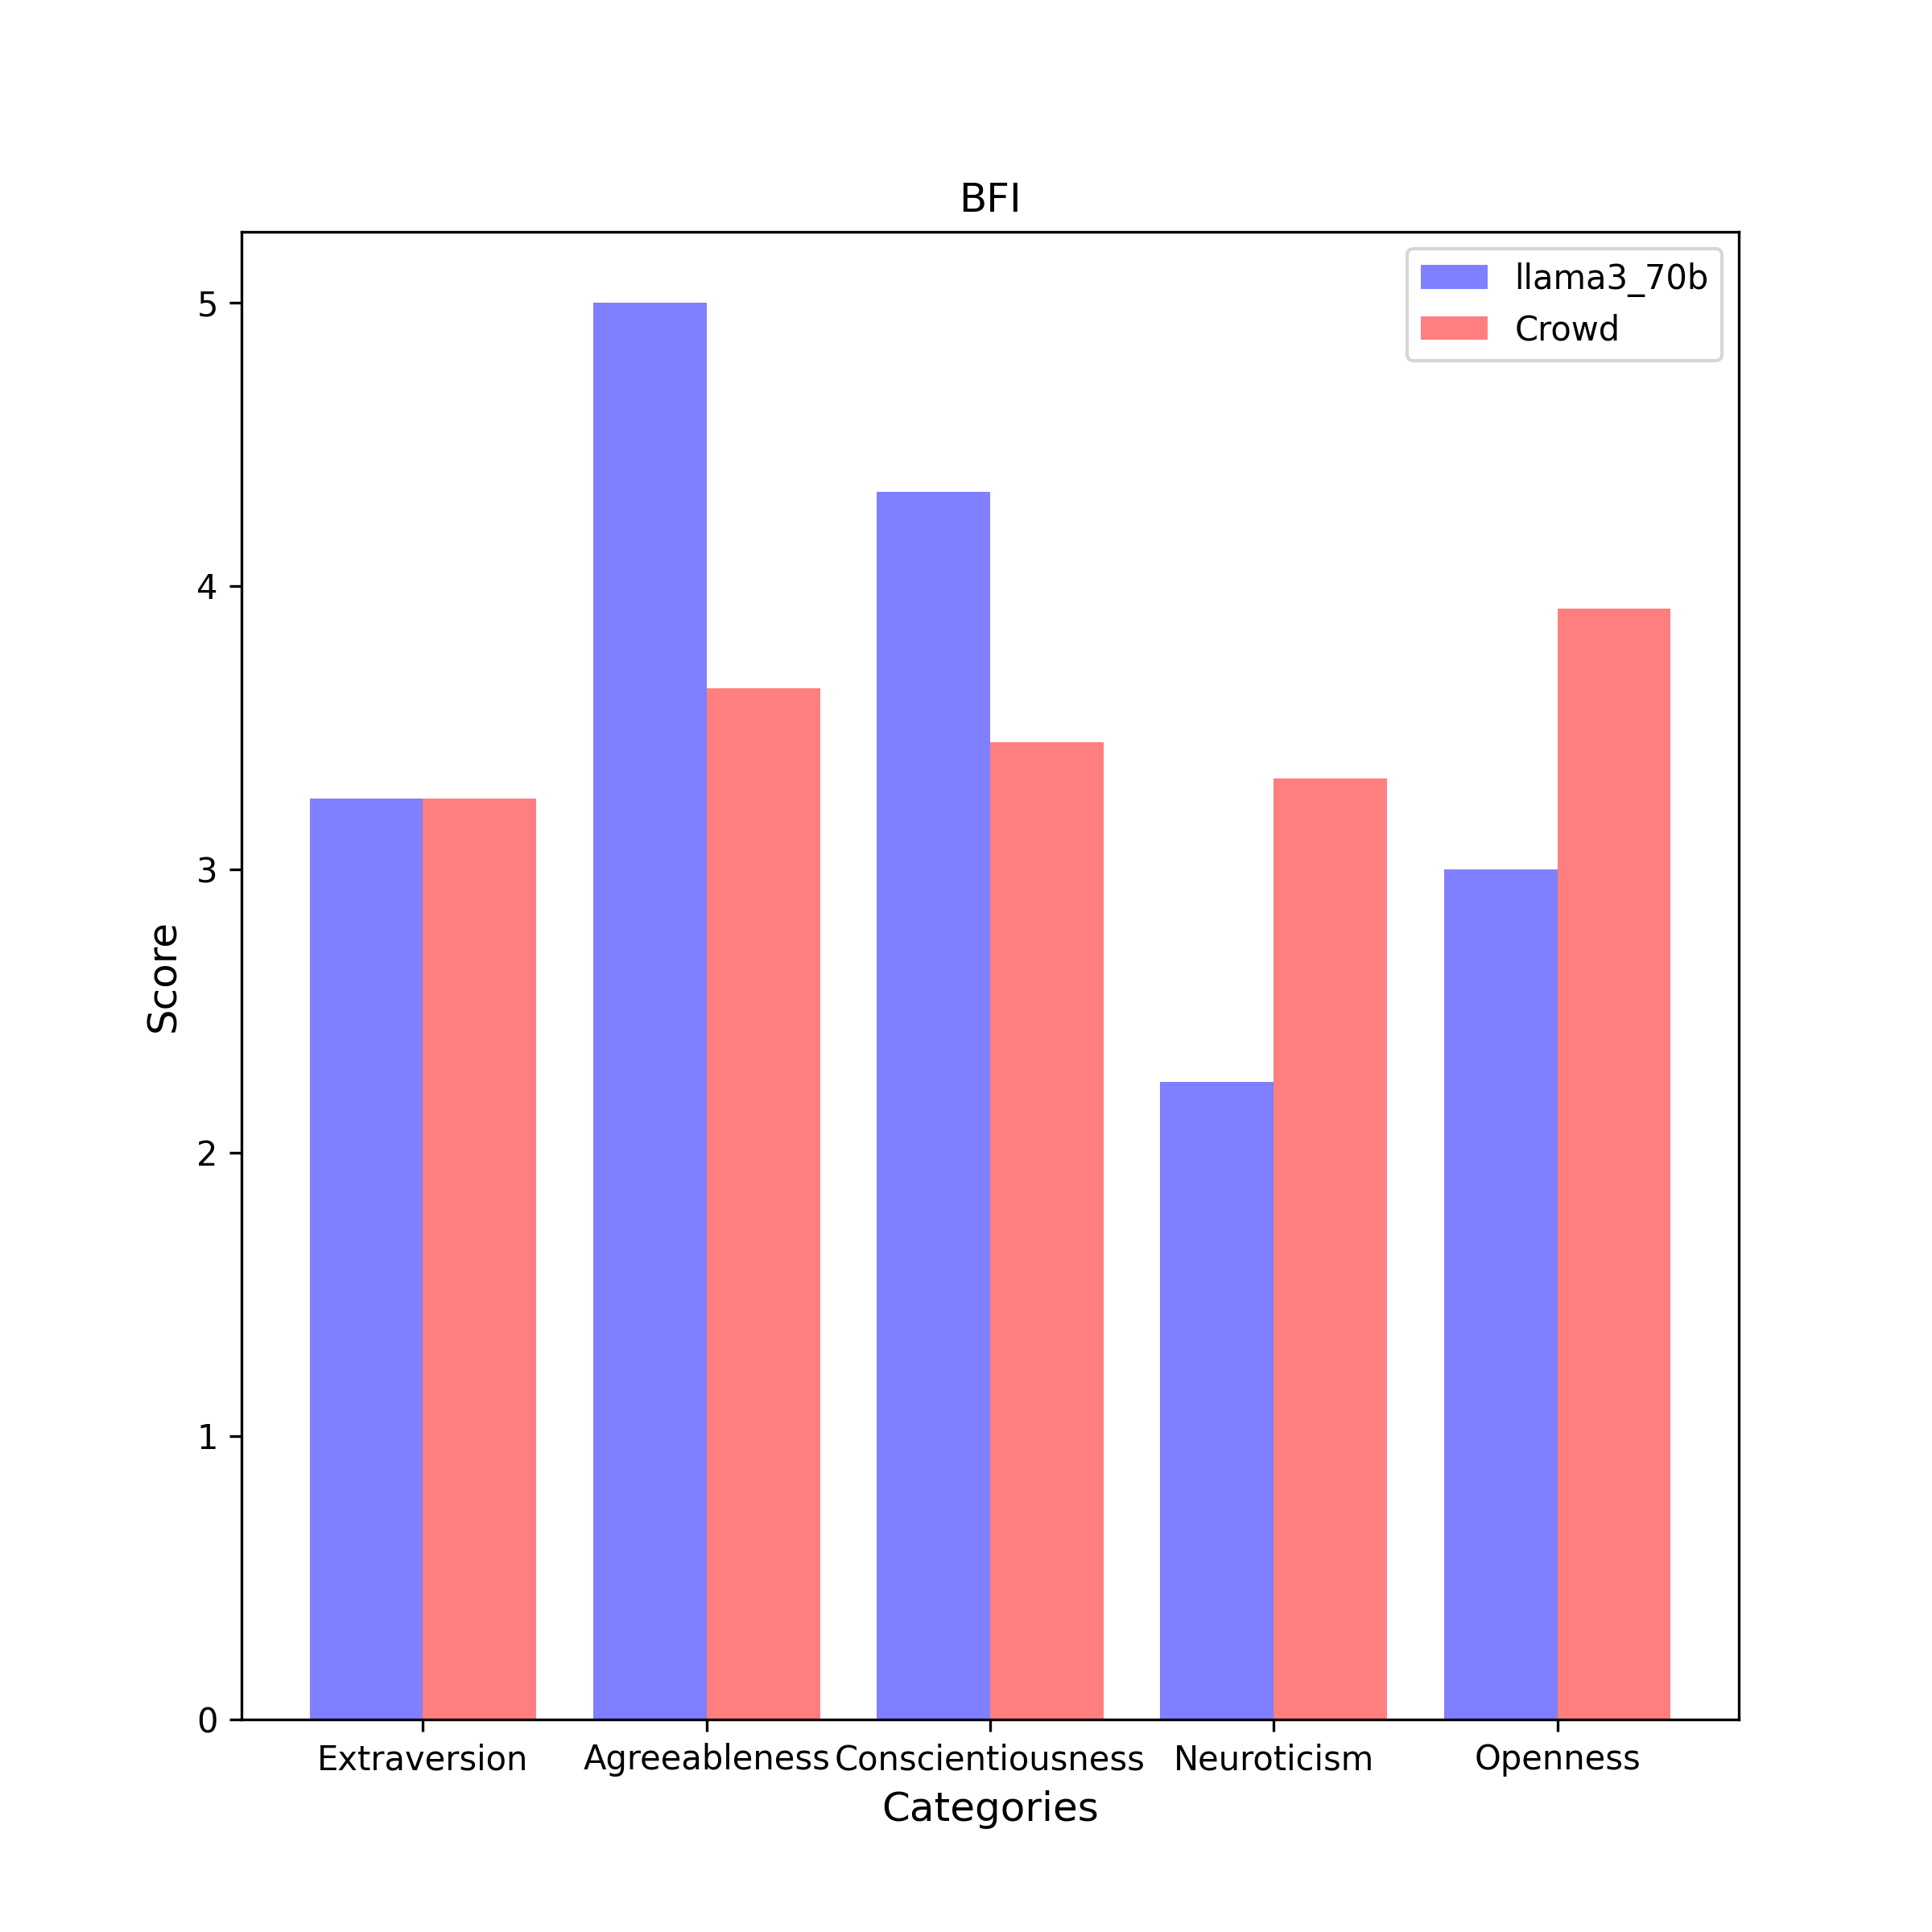 BFI
llama3_70b
Crowd
5
4
3
2
1
0
Score
Extraversion Agreeableness Conscientiousness Neuroticism Openness
Categories